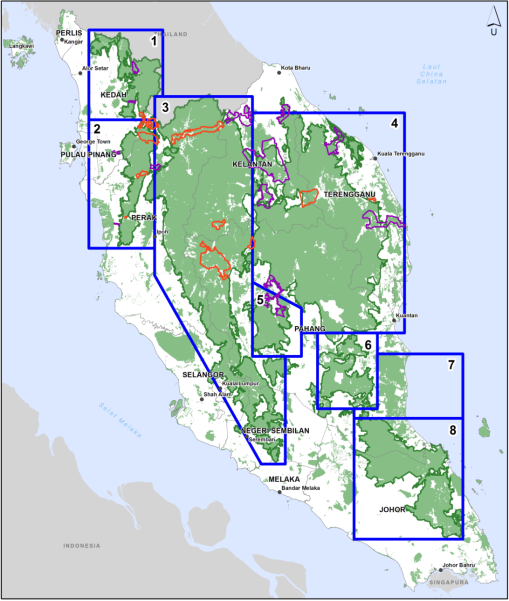 1
THAILAND
U
PERLIS
Kangar
Langkawi
Alor Setar
Kota Bharu
Laut
China
Selatan
KEDAH
3
2
4
George Town
PULAU PINANG
KELANTAN
Kuala Terengganu
TERENGGANU
PERAK
Ipoh
5
Kuantan
PAHANG
6
7
SELANGOR
Kuala Lumpur
Shah Alam
Selat Melaka
NEGERI SEMBILAN
Seremban
8
MELAKA
Bandar Melaka
JOHOR
INDONESIA
Johor Bahru
SINGAPURA